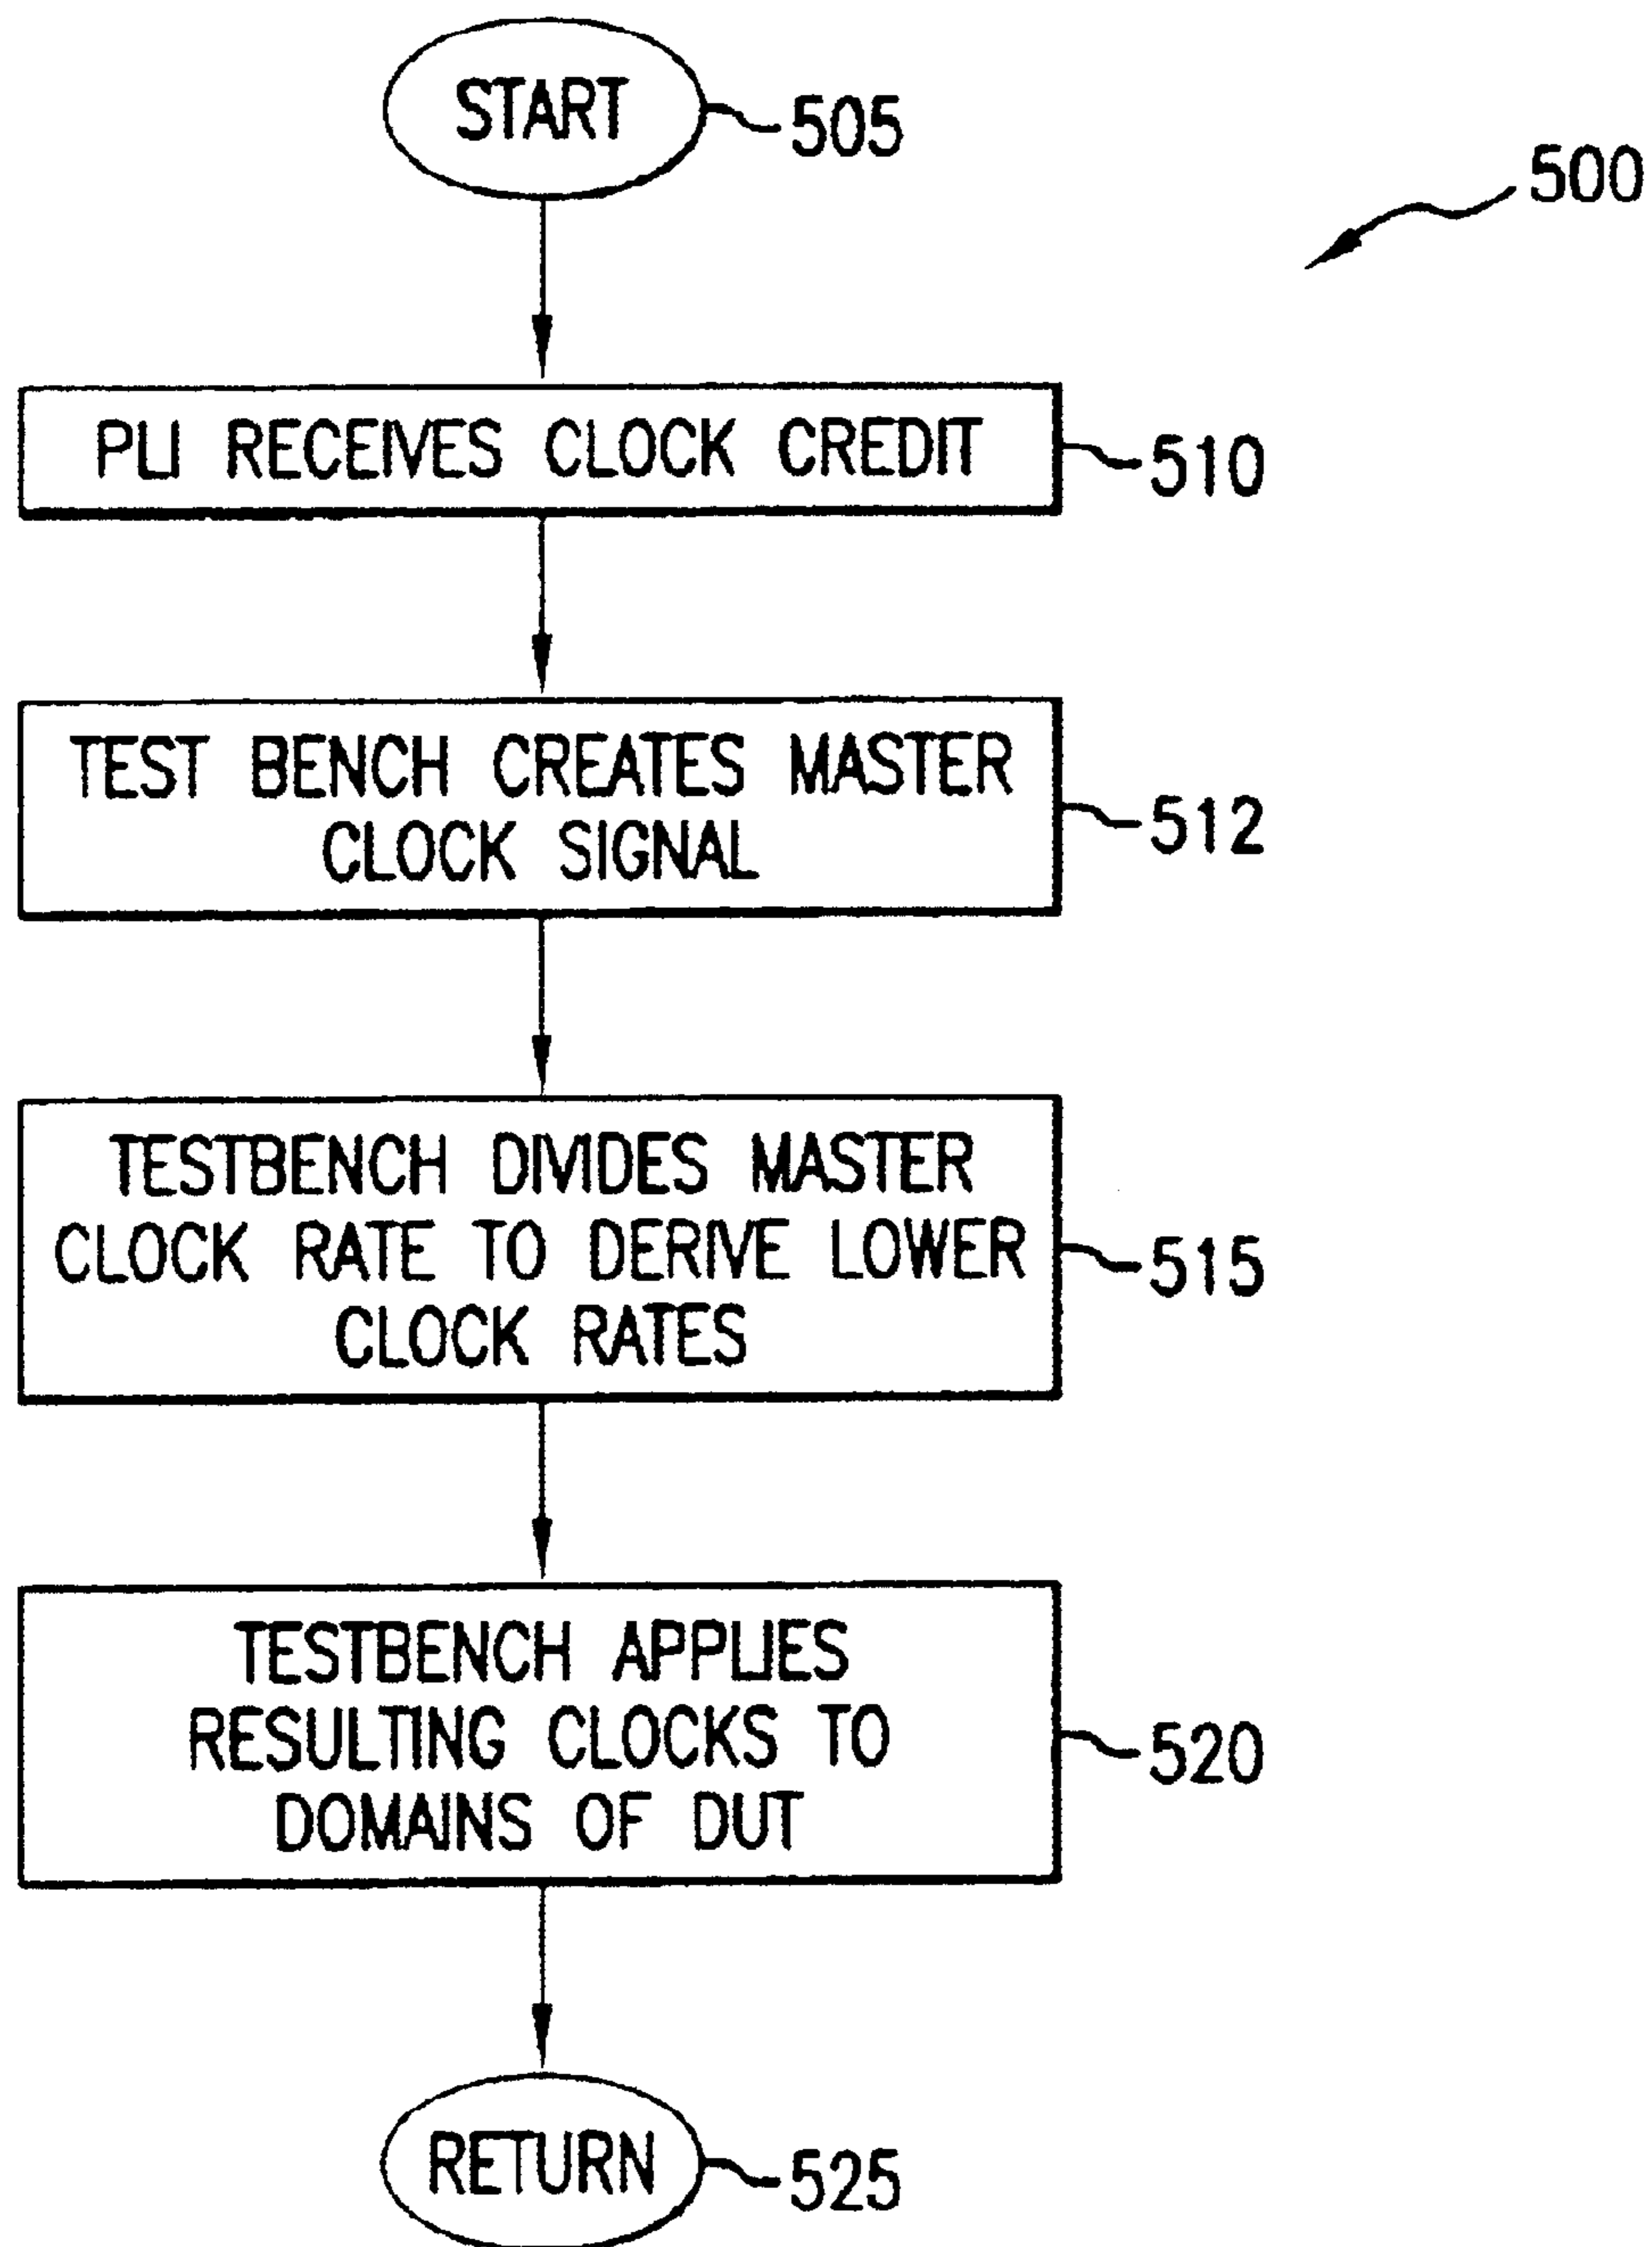 START
505
500
PLI RECEIVES CLOCK CREDIT
510
TEST BENCH CREATES MASTER
CLOCK SIGNAL
512
TESTBENCH DIVIDES MASTER
CLOCK RATE TO DERIVE LOWER
CLOCK RATES
515
TESTBENCH APPLIES
RESULTING CLOCKS TO
DOMAINS OF DUT
520
RETURN
525